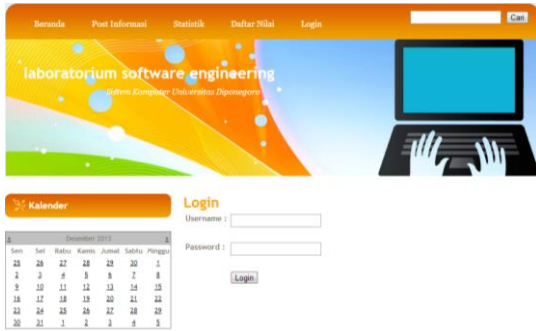 Beranda Post Informasi Statistik Daftar Nilai Login Cari
laboratorium software engineering
Sistem Komputer Universitas Diponegoro
Kalender
Login
Username :
Password :
Login
December 2013
Sen Sel Rabu Kamis Jumat Sabtu Minggu
25 26 27 28 29 30 1
2 3 4 5 6 7 8
9 10 11 12 13 14 15
16 17 18 19 20 21 22
23 24 25 26 27 28 29
30 31 1 2 3 4 5